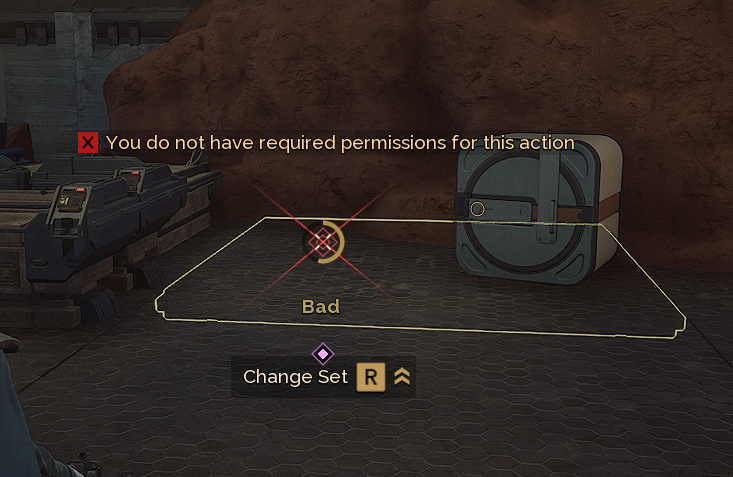 You do not have required permissions for this action
Bad
Change Set R